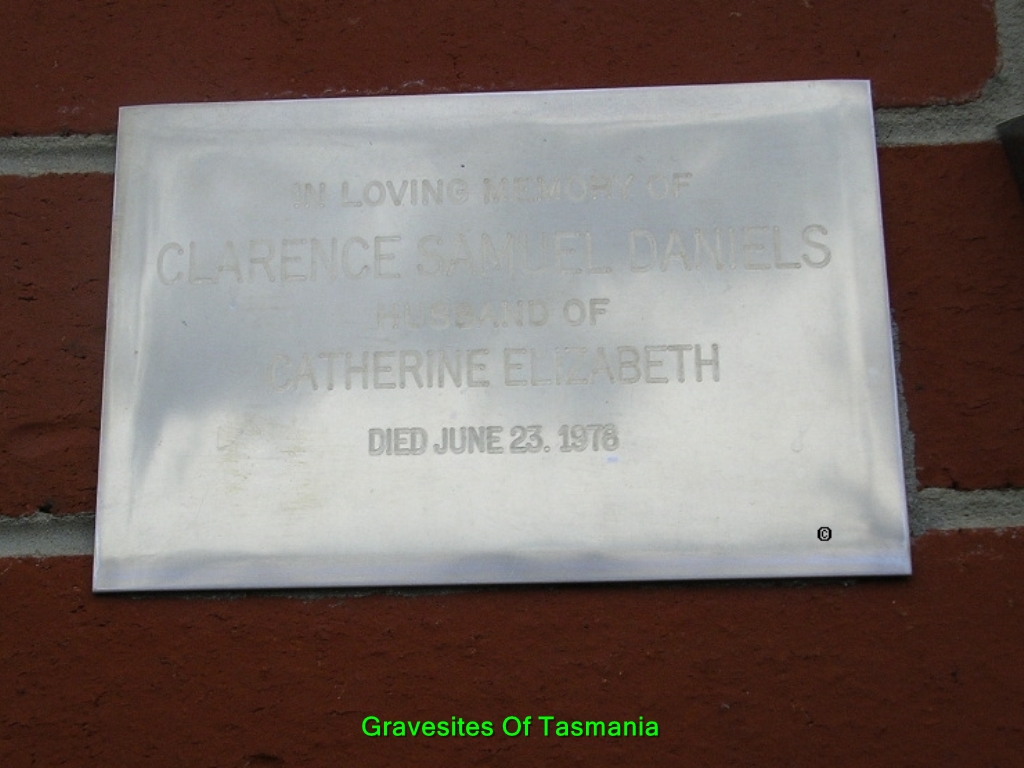 IN LOVING MEMORY OF
CLARENCE SAMUEL DANIELS
HUSBAND OF
CATHERINE ELIZABETH
DIED JUNE 23. 1978
©
Gravesites Of Tasmania